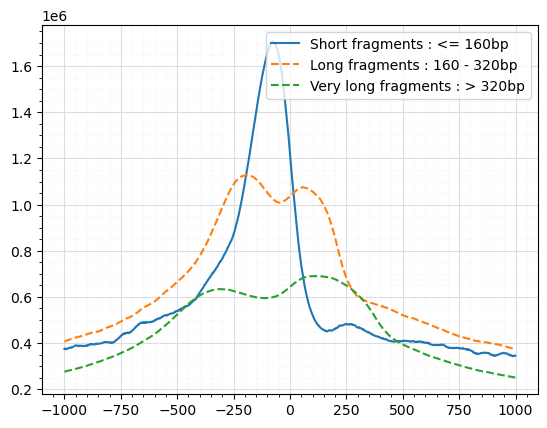 1e6
Short fragments : <= 160bp
Long fragments : 160 - 320bp
Very long fragments : > 320bp
1.6
1.4
1.2
1.0
0.8
0.6
0.4
0.2
−1000 −750 −500 −250 0 250 500 750 1000